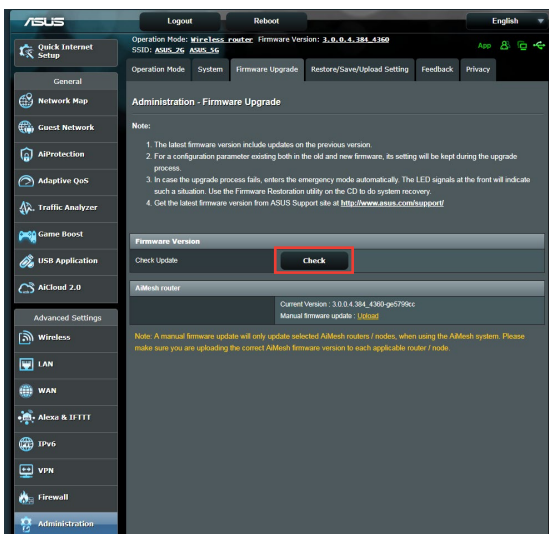 ASUS
Logout
Reboot
English
Quick Internet
Setup
Operation Mode: Wireless router Firmware Version: 3.0.0.4.384_4360
SSID: ASUS_2G ASUS_5G
App
Operation Mode
System
Firmware Upgrade
Restore/Save/Upload Setting
Feedback
Privacy
General
Network Map
Guest Network
AiProtection
Adaptive QoS
Traffic Analyzer
Game Boost
USB Application
AiCloud 2.0
Advanced Settings
Wireless
LAN
WAN
Alexa & IFTTT
IPv6
VPN
Firewall
Administration
Administration - Firmware Upgrade
Note:
1. The latest firmware version include updates on the previous version.
2. For a configuration parameter existing both in the old and new firmware, its setting will be kept during the upgrade
process.
3. In case the upgrade process fails, enters the emergency mode automatically. The LED signals at the front will indicate
such a situation. Use the Firmware Restoration utility on the CD to do system recovery.
4. Get the latest firmware version from ASUS Support site at http://www.asus.com/support/
Firmware Version
Check Update
Check
AiMesh router
Current Version : 3.0.0.4.384_4360-ge5799cc
Manual firmware update : Upload
Note: A manual firmware update will only update selected AiMesh routers / nodes, when using the AiMesh system. Please
make sure you are uploading the correct AiMesh firmware version to each applicable router / node.